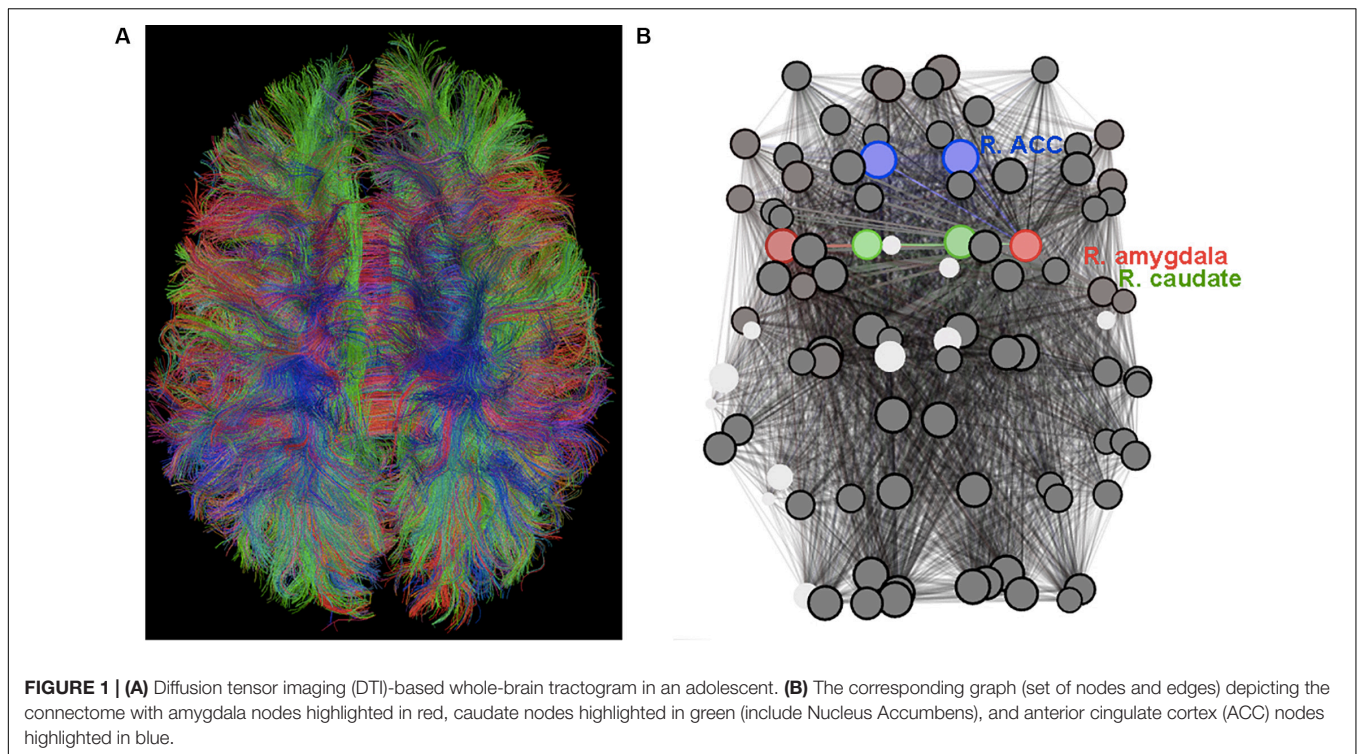 A
B
R. ACC
R. amygdala
R. caudate
FIGURE 1 | (A) Diffusion tensor imaging (DTI)-based whole-brain tractogram in an adolescent. (B) The corresponding graph (set of nodes and edges) depicting the
connectome with amygdala nodes highlighted in red, caudate nodes highlighted in green (include Nucleus Accumbens), and anterior cingulate cortex (ACC) nodes
highlighted in blue.